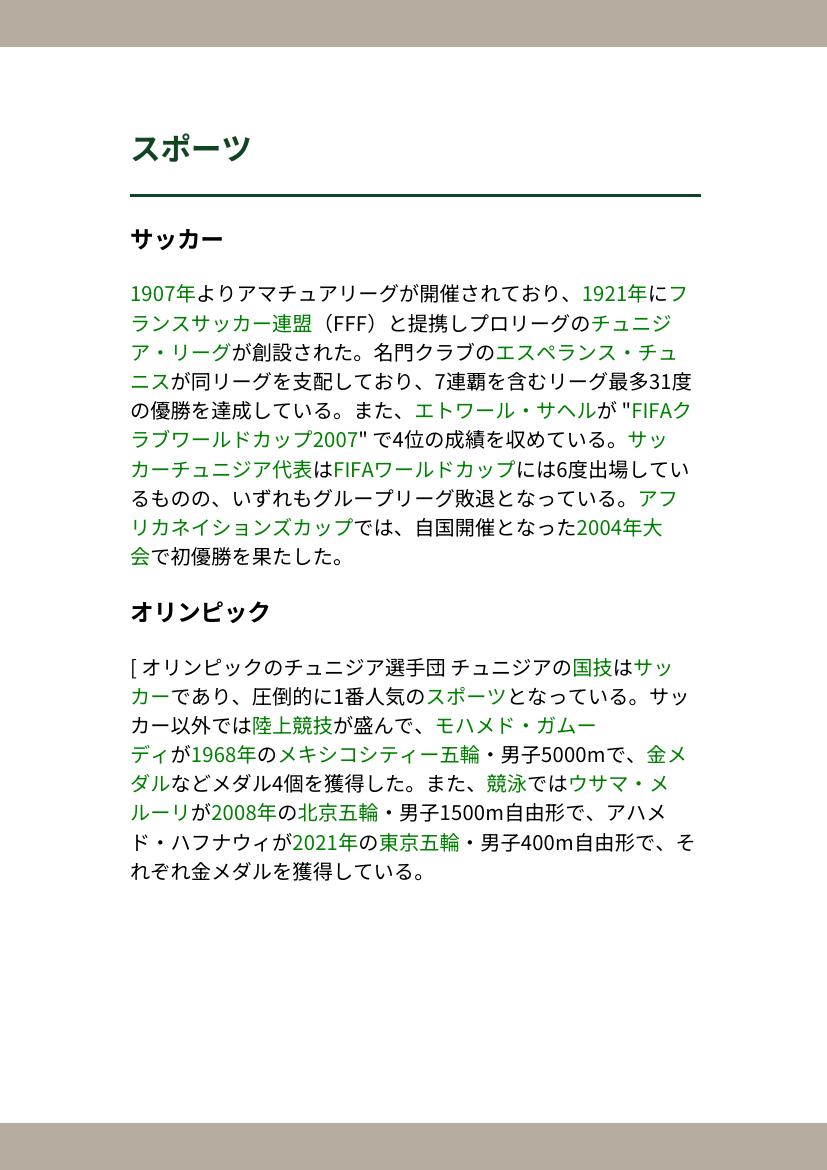 スポーツ
サッカー
1907年よりアマチュアリーグが開催されており、1921年にフ
ランスサッカー連盟（FFF）と提携しプロリーグのチュニジ
ア・リーグが創設された。名門クラブのエスペランス・チュ
ニスが同リーグを支配しており、7連覇を含むリーグ最多31度
の優勝を達成している。また、エトワール・サヘルが "FIFAク
ラブワールドカップ2007" で4位の成績を収めている。サッ
カーチュニジア代表はFIFAワールドカップには6度出場してい
るものの、いずれもグループリーグ敗退となっている。アフ
リカネイションズカップでは、自国開催となった2004年大
会で初優勝を果たした。
オリンピック
[ オリンピックのチュニジア選手団 チュニジアの国技はサッ
カーであり、圧倒的に1番人気のスポーツとなっている。サッ
カー以外では陸上競技が盛んで、モハメド・ガムー
ディが1968年のメキシコシティー五輪・男子5000mで、金メ
ダルなどメダル4個を獲得した。また、競泳ではウサマ・メ
ルーリが2008年の北京五輪・男子1500m自由形で、アハメ
ド・ハフナウィが2021年の東京五輪・男子400m自由形で、そ
れぞれ金メダルを獲得している。